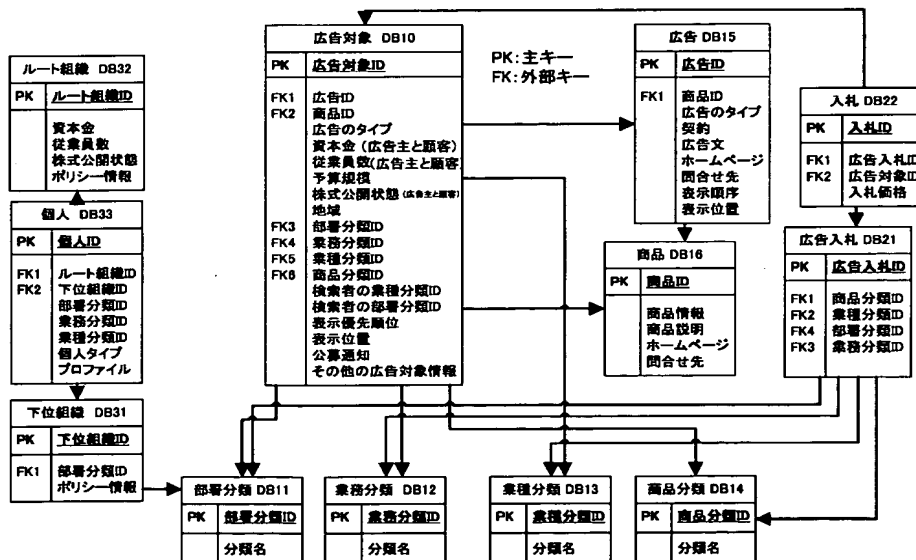 広告対象 DB10
PK 広告対象ID
FK1 広告ID
FK2 商品ID
広告のタイプ
資本金 (広告主と顧客)
従業員数(広告主と顧客)
予算規模
株式公開状態 (広告主と顧客)
地域
FK3 部署分類ID
FK4 業務分類ID
FK5 業種分類ID
FK6 商品分類ID
検索者の業種分類ID
検索者の部署分類ID
表示優先順位
表示位置
公募通知
その他の広告対象情報
PK:主キー
FK:外部キー
広告 DB15
PK 広告ID
FK1 商品ID
広告のタイプ
契約
広告文
ホームページ
問合せ先
表示順序
表示位置
ルート組織 DB32
PK ルート組織ID
資本金
従業員数
株式公開状態
ポリシー情報
入札 DB22
PK 入札ID
FK1 広告入札ID
FK2 広告対象ID
入札価格
個人 DB33
PK 個人ID
FK1 ルート組織ID
FK2 下位組織ID
部署分類ID
業務分類ID
業種分類ID
個人タイプ
プロファイル
商品 DB16
PK 商品ID
商品情報
商品説明
ホームページ
問合せ先
広告入札 DB21
PK 広告入札ID
FK1 商品分類ID
FK2 業種分類ID
FK4 部署分類ID
FK3 業務分類ID
下位組織 DB31
PK 下位組織ID
FK1 部署分類ID
ポリシー情報
部署分類 DB11
PK 部署分類ID
分類名
業務分類 DB12
PK 業務分類ID
分類名
業種分類 DB13
PK 業種分類ID
分類名
商品分類 DB14
PK 商品分類ID
分類名